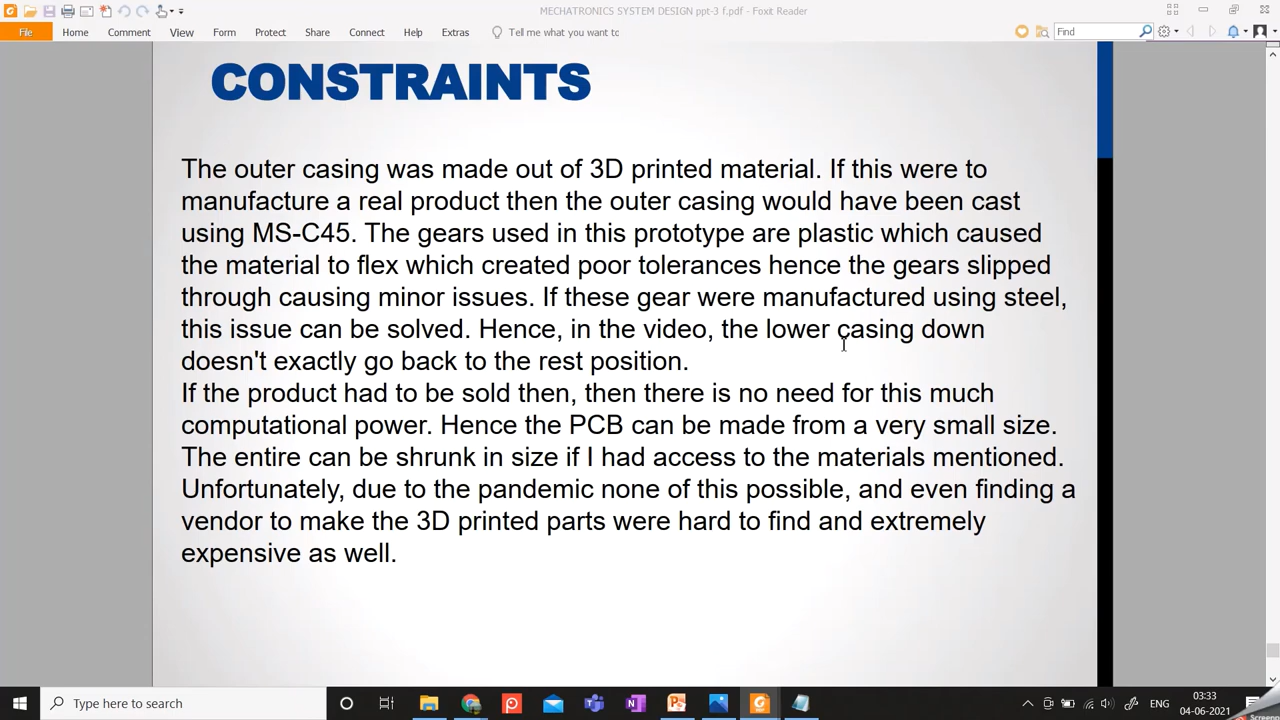 MECHATRONICS SYSTEM DESIGN ppt-3 f.pdf - Foxit Reader
File Home Comment View Form Protect Share Connect Help Extras Tell me what you want to Find
CONSTRAINTS
The outer casing was made out of 3D printed material. If this were to
manufacture a real product then the outer casing would have been cast
using MS-C45. The gears used in this prototype are plastic which caused
the material to flex which created poor tolerances hence the gears slipped
through causing minor issues. If these gear were manufactured using steel,
this issue can be solved. Hence, in the video, the lower casing down
doesn't exactly go back to the rest position.
If the product had to be sold then, then there is no need for this much
computational power. Hence the PCB can be made from a very small size.
The entire can be shrunk in size if I had access to the materials mentioned.
Unfortunately, due to the pandemic none of this possible, and even finding a
vendor to make the 3D printed parts were hard to find and extremely
expensive as well.
Type here to search
ENG
03:33
04-06-2021